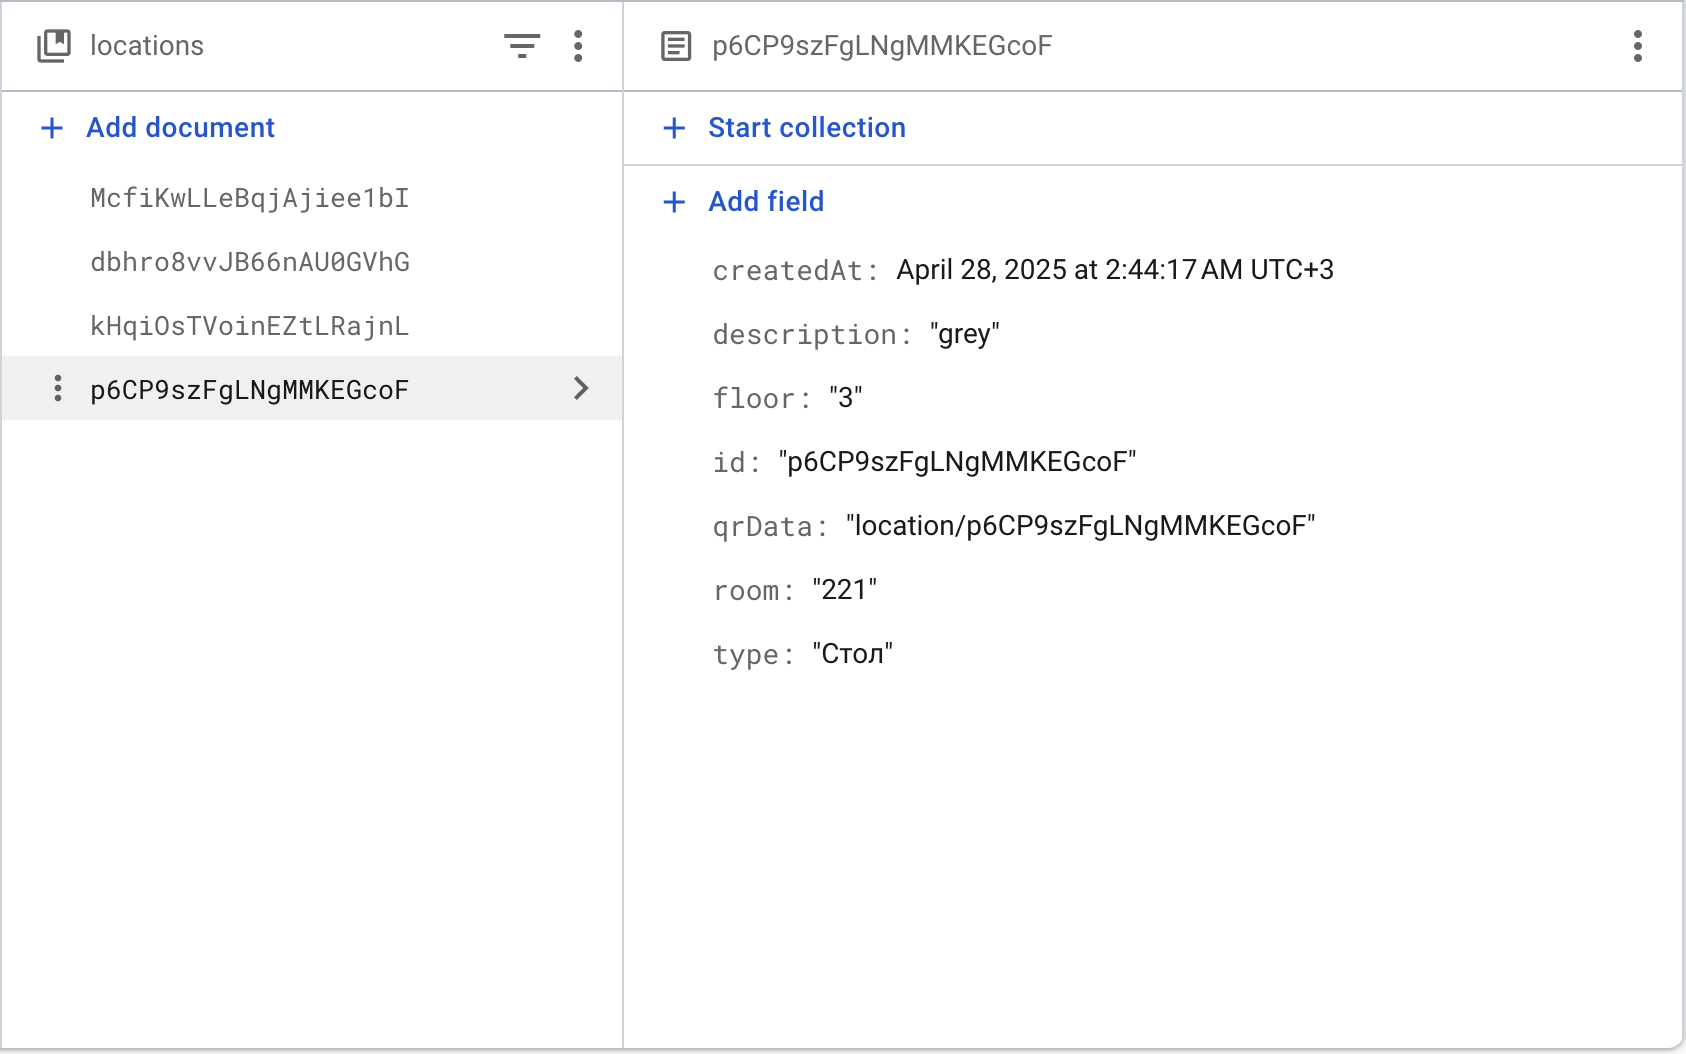 locations
Add document
McfiKwLLeBqjAjiee1bI
dbhro8vvJB66nAU0GVhG
kHqiOsTVoinEZtLRajnL
p6CP9szFgLNgMMKEGcoF
p6CP9szFgLNgMMKEGcoF
Start collection
Add field
createdAt: April 28, 2025 at 2:44:17 AM UTC+3
description: "grey"
floor: "3"
id: "p6CP9szFgLNgMMKEGcoF"
qrData: "location/p6CP9szFgLNgMMKEGcoF"
room: "221"
type: "Стол"